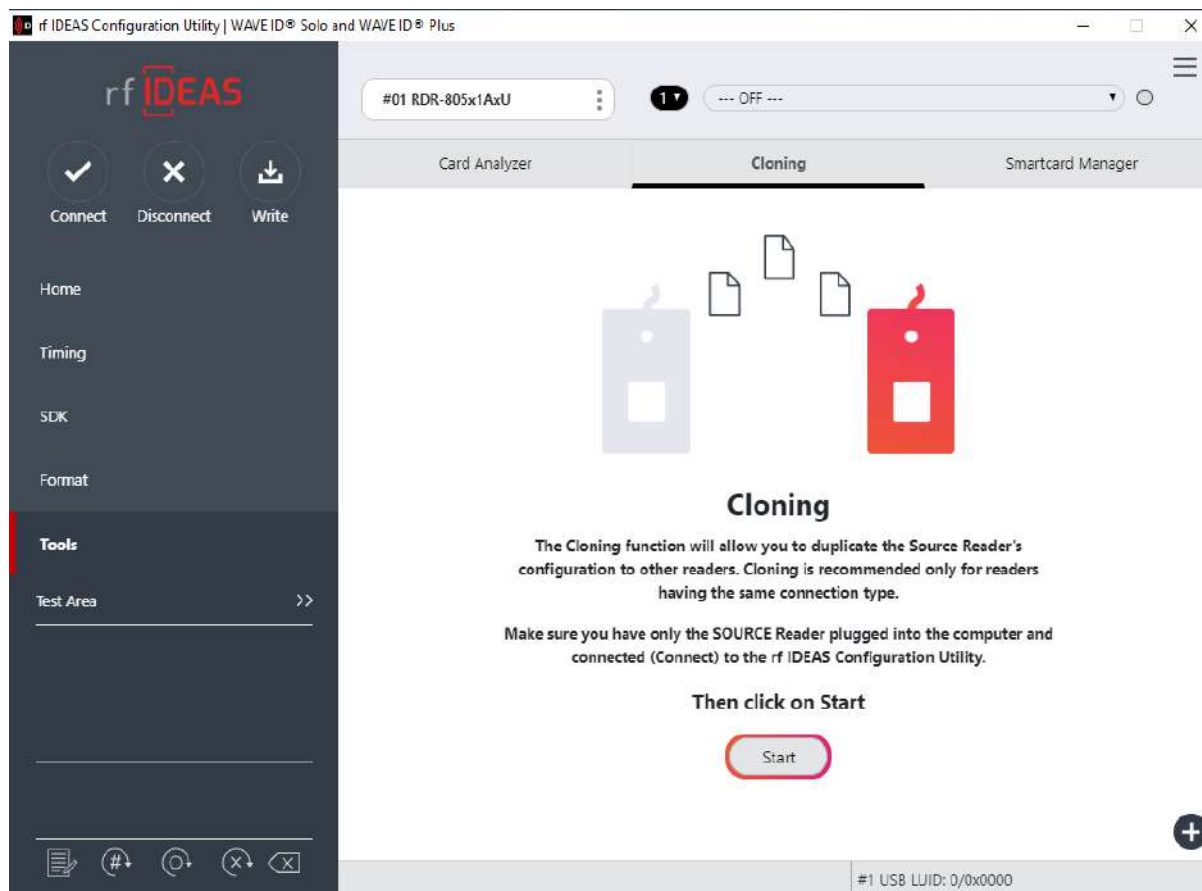 rf IDEAS Configuration Utility | WAVE ID® Solo and WAVE ID® Plus
rf IDEAS
Connect
Disconnect
Write
Home
Timing
SDK
Format
Tools
Test Area >>
#01 RDR-805x1AxU
1
--- OFF ---
Card Analyzer
Cloning
Smartcard Manager
Cloning
The Cloning function will allow you to duplicate the Source Reader's
configuration to other readers. Cloning is recommended only for readers
having the same connection type.
Make sure you have only the SOURCE Reader plugged into the computer and
connected (Connect) to the rf IDEAS Configuration Utility.
Then click on Start
Start
#1 USB LUID: 0/0x0000